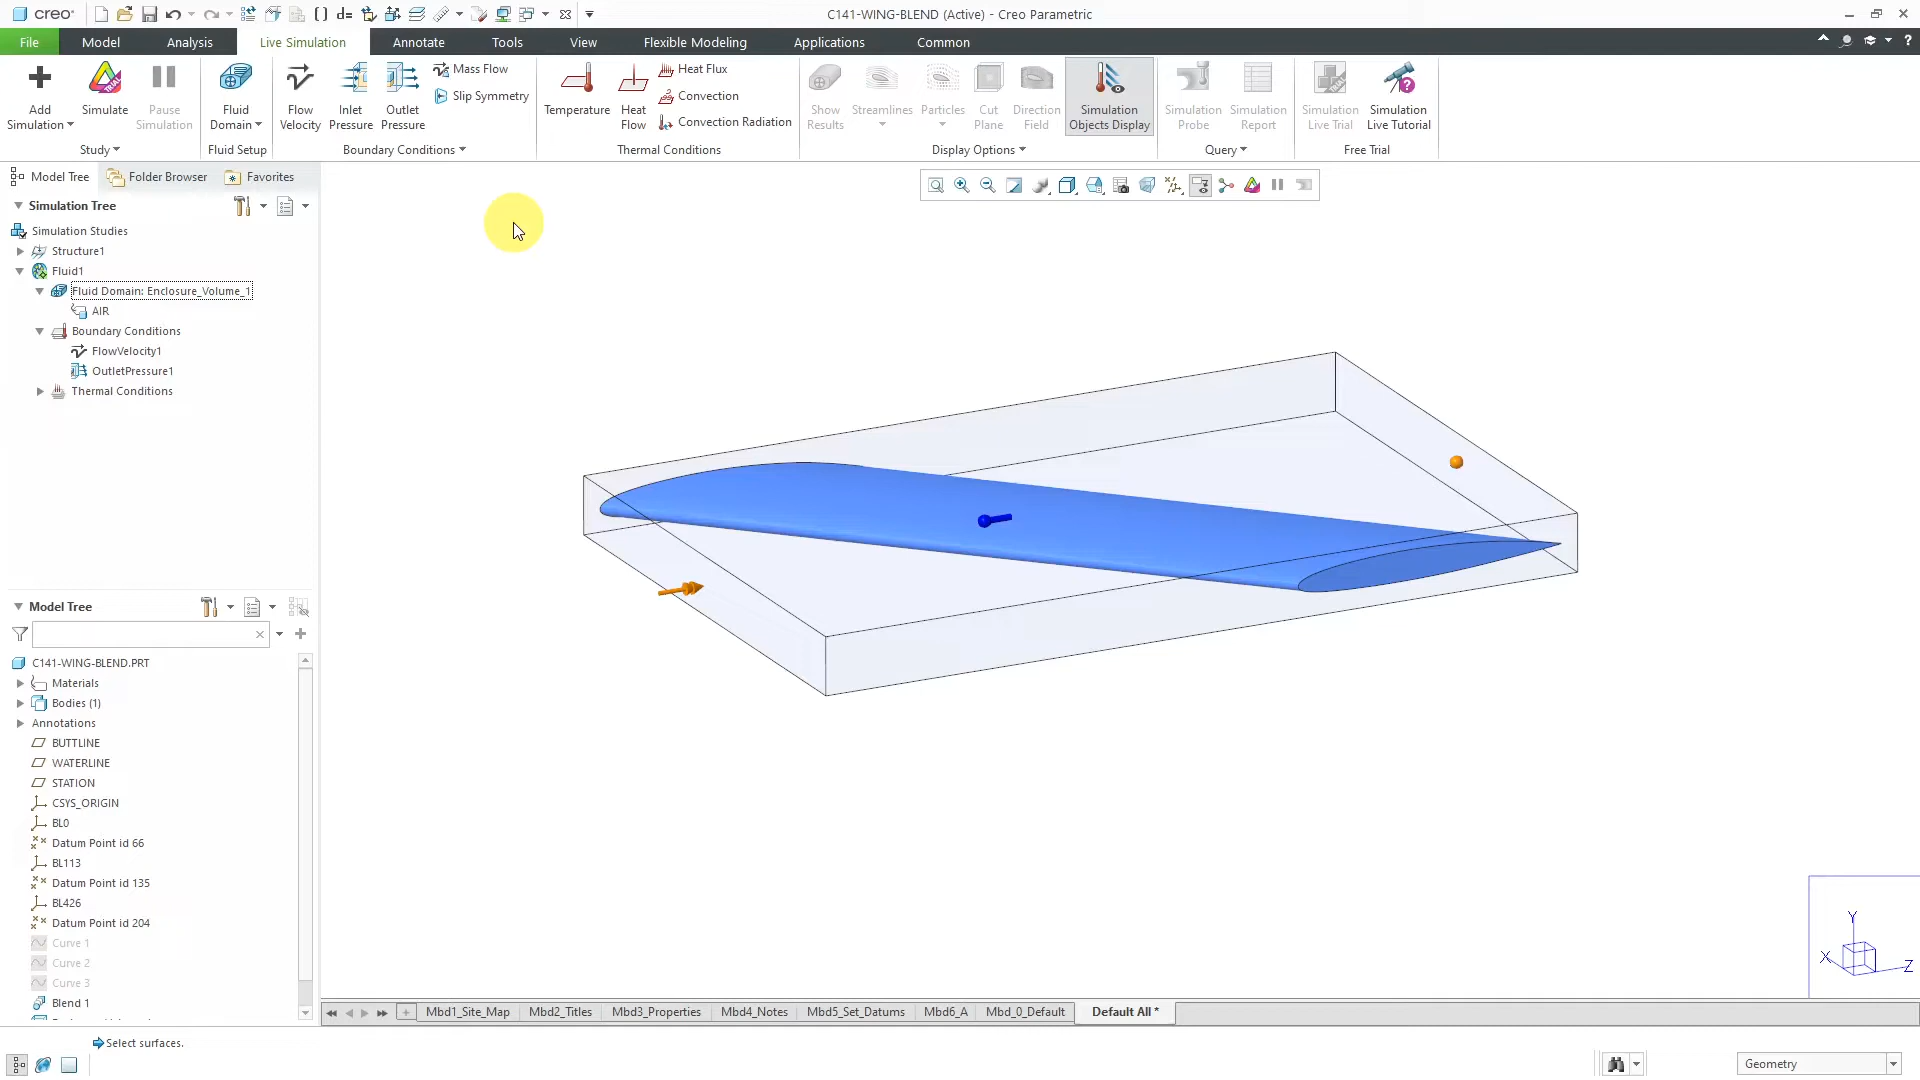 creo
C141-WING-BLEND (Active) - Creo Parametric
File
Model
Analysis
Live Simulation
Annotate
Tools
View
Flexible Modeling
Applications
Common
Add
Simulation
Simulate
Pause
Simulation
Fluid
Domain
Flow
Velocity
Inlet
Pressure
Outlet
Pressure
Mass Flow
Slip Symmetry
Temperature
Heat
Flow
Heat Flux
Convection
Convection Radiation
Show
Results
Streamlines
Particles
Cut
Plane
Direction
Field
Simulation
Objects Display
Simulation
Probe
Simulation
Report
Simulation
Live Trial
Simulation
Live Tutorial
Study
Fluid Setup
Boundary Conditions
Thermal Conditions
Display Options
Query
Free Trial
Model Tree
Folder Browser
Favorites
Simulation Tree
Simulation Studies
Structure1
Fluid1
Fluid Domain: Enclosure_Volume_1
AIR
Boundary Conditions
FlowVelocity1
OutletPressure1
Thermal Conditions
Model Tree
C141-WING-BLEND.PRT
Materials
Bodies (1)
Annotations
BUTTLINE
WATERLINE
STATION
CSYS_ORIGIN
BL0
Datum Point id 66
BL113
Datum Point id 135
BL426
Datum Point id 204
Curve 1
Curve 2
Curve 3
Blend 1
Y
X
Z
Mbd1_Site_Map
Mbd2_Titles
Mbd3_Properties
Mbd4_Notes
Mbd5_Set_Datums
Mbd6_A
Mbd_0_Default
Default All *
Select surfaces.
Geometry